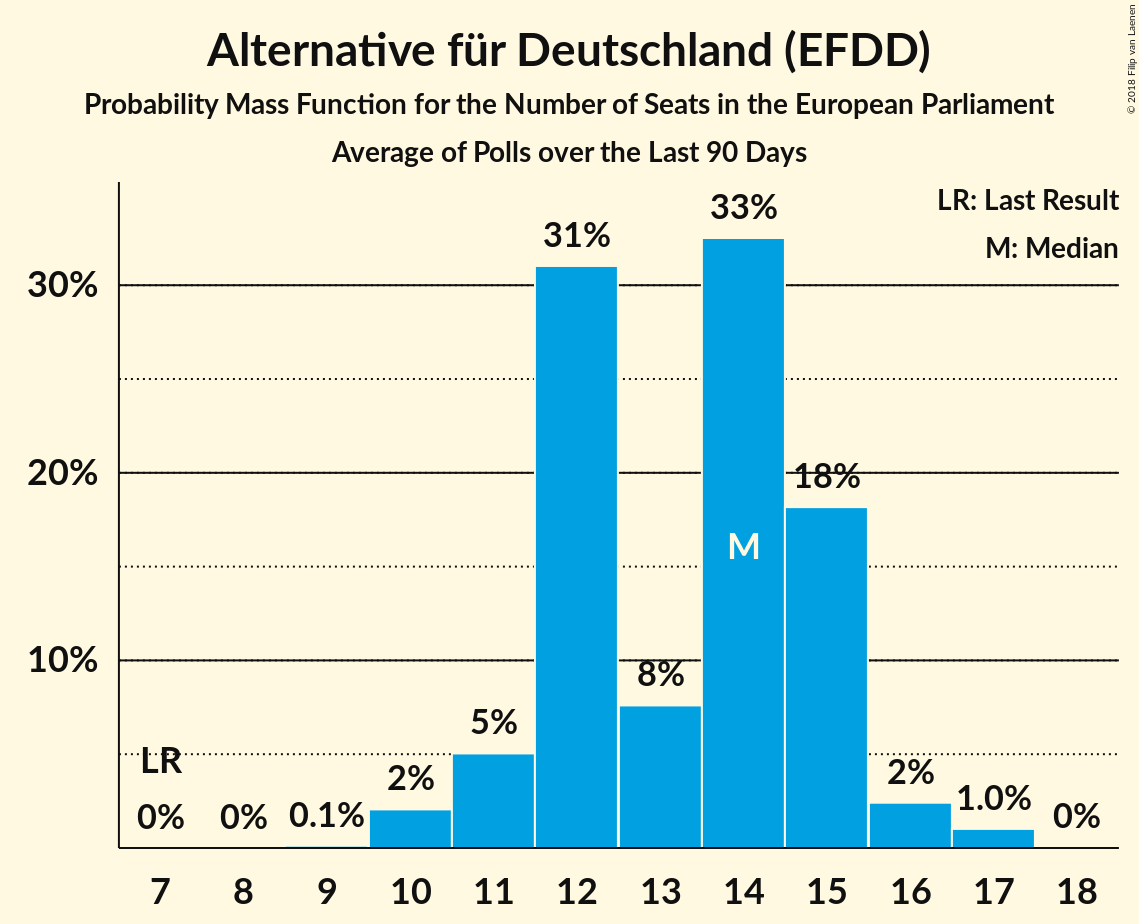 Alternative für Deutschland (EFDD)
Probability Mass Function for the Number of Seats in the European Parliament
Average of Polls over the Last 90 Days
© 2018 Filip van Laenen
LR: Last Result
M: Median
33%
31%
30%
20%
18%
M
10%
8%
5%
LR
2%
2%
1.0%
0%
0%
0.1%
0%
7 8 9 10 11 12 13 14 15 16 17 18